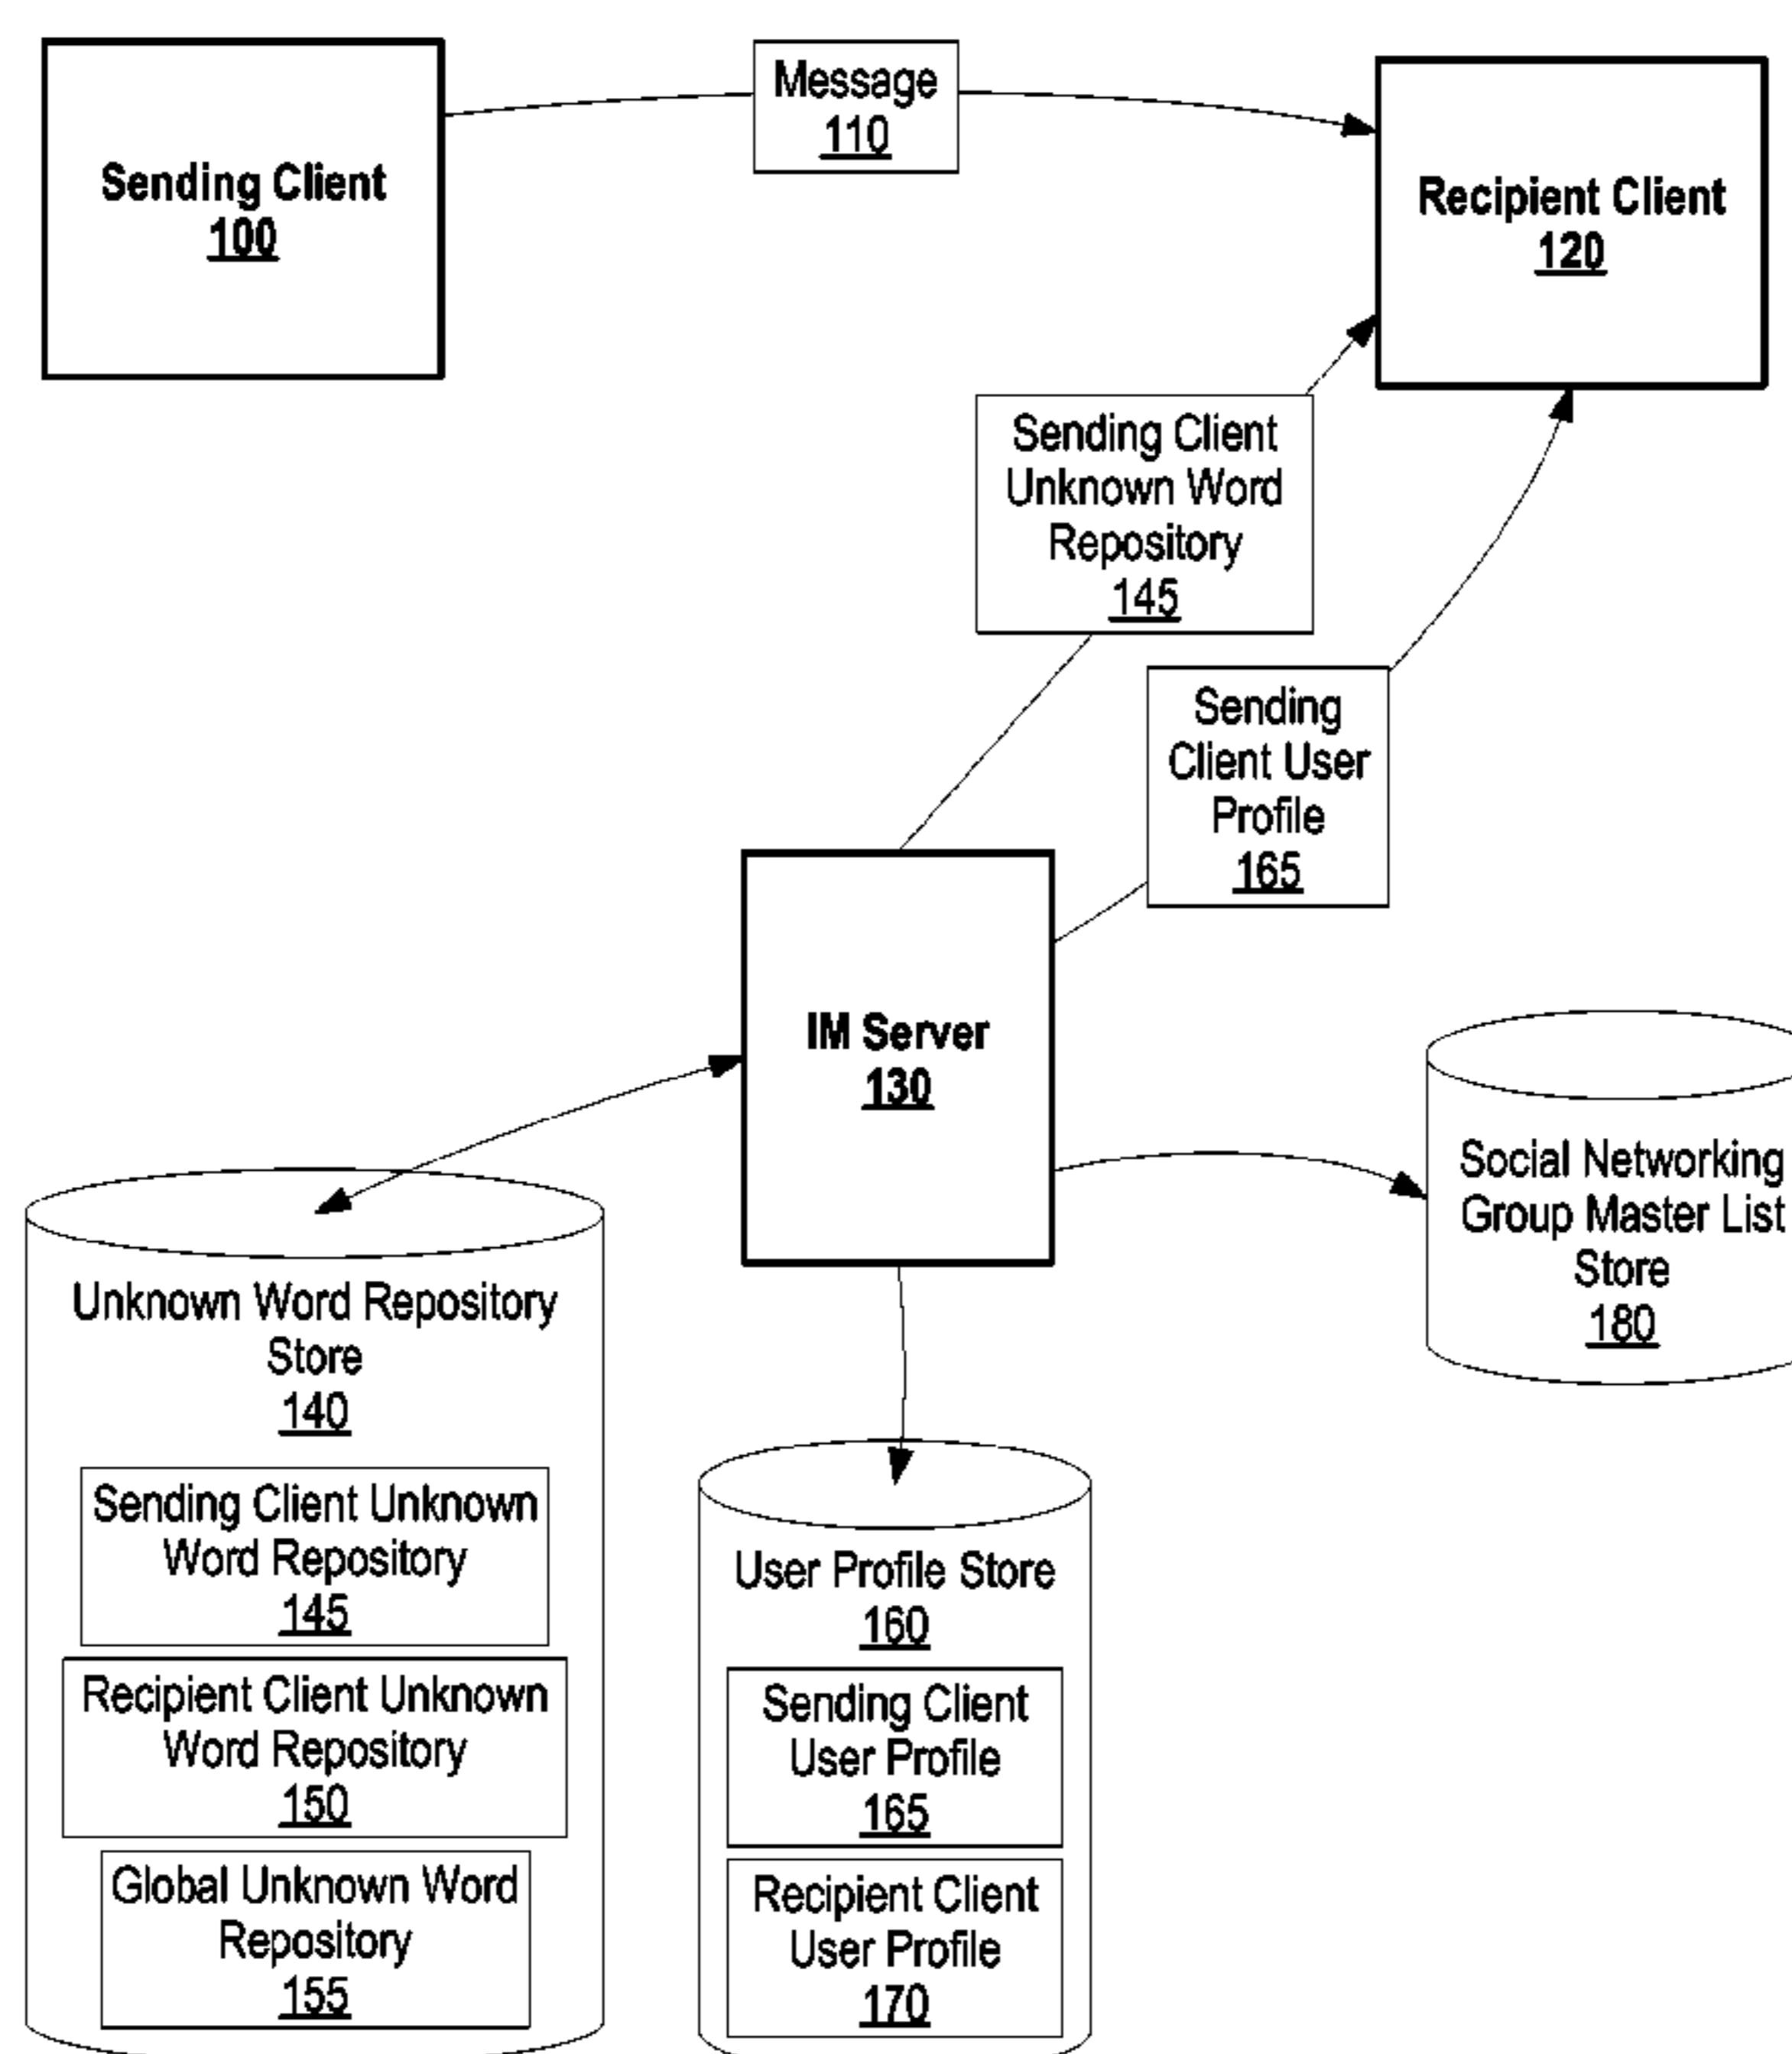 Sending Client
100
Message
110
Recipient Client
120
Sending Client
Unknown Word
Repository
145
Sending
Client User
Profile
165
IM Server
130
Social Networking
Group Master List
Store
180
Unknown Word Repository
Store
140
Sending Client Unknown
Word Repository
145
Recipient Client Unknown
Word Repository
150
Global Unknown Word
Repository
155
User Profile Store
160
Sending Client
User Profile
165
Recipient Client
User Profile
170